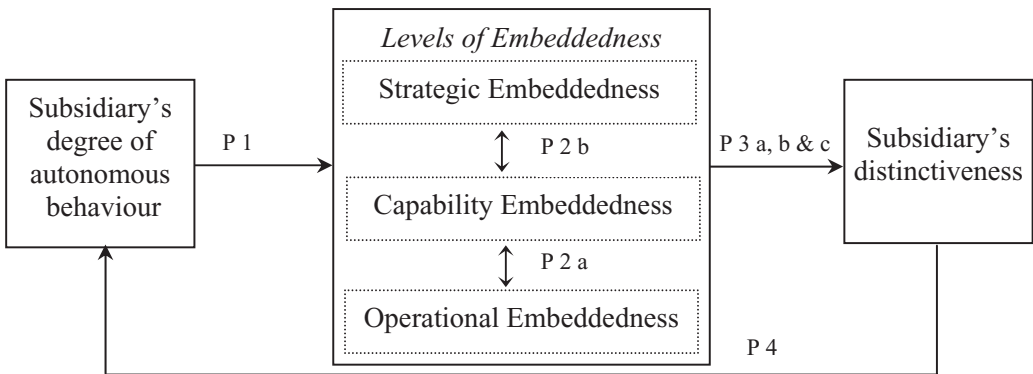 Subsidiary’s
degree of
autonomous
behaviour
P 1
Levels of Embeddedness
Strategic Embeddedness
P 2 b
Capability Embeddedness
P 2 a
Operational Embeddedness
P 3 a, b & c
Subsidiary’s
distinctiveness
P 4